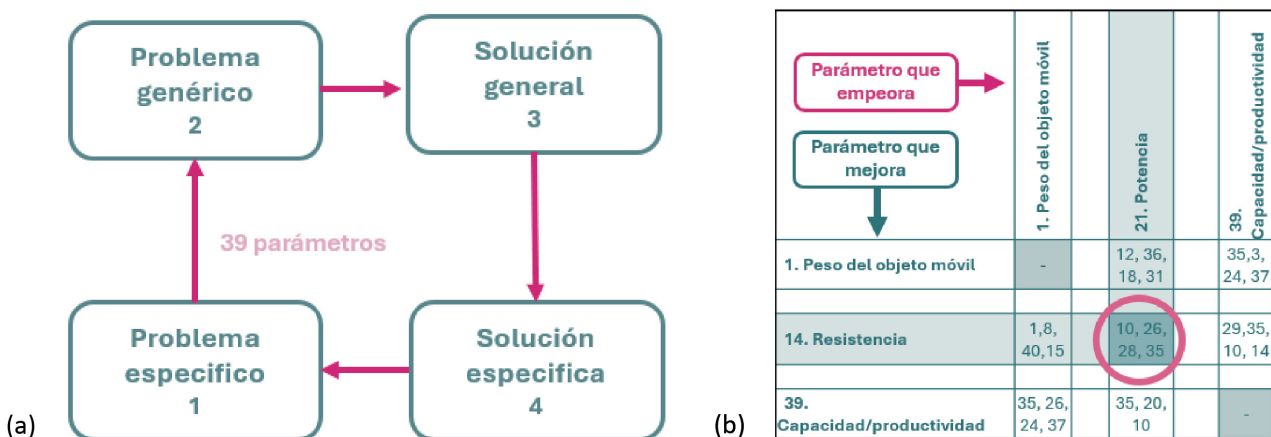 Problema
genérico
2
Solución
general
3
39 parámetros
Problema
especifico
1
Solución
especifica
4
(a)
Parámetro que
empeora
Parámetro que
mejora
1. Peso del objeto móvil
21. Potencia
39.
Capacidad/productividad
1. Peso del objeto móvil
-
12, 36,
18, 31
35,3,
24, 37
14. Resistencia
1,8,
40,15
10, 26,
28, 35
29,35,
10, 14
39.
Capacidad/productividad
35, 26,
24, 37
35, 20,
10
-
(b)